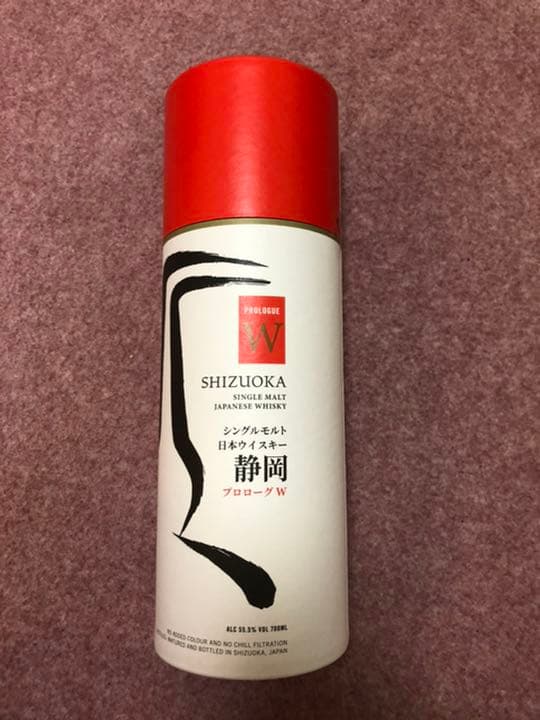 PROLOGUE
W
SHIZUOKA
SINGLE MALT
JAPANESE WHISKY
シングルモルト
日本ウイスキー
静岡
プロローグ W
ALC 55.5% VOL 700ML
NO ADDED COLOUR AND NO CHILL FILTRATION
MATURED AND BOTTLED IN SHIZUOKA, JAPAN